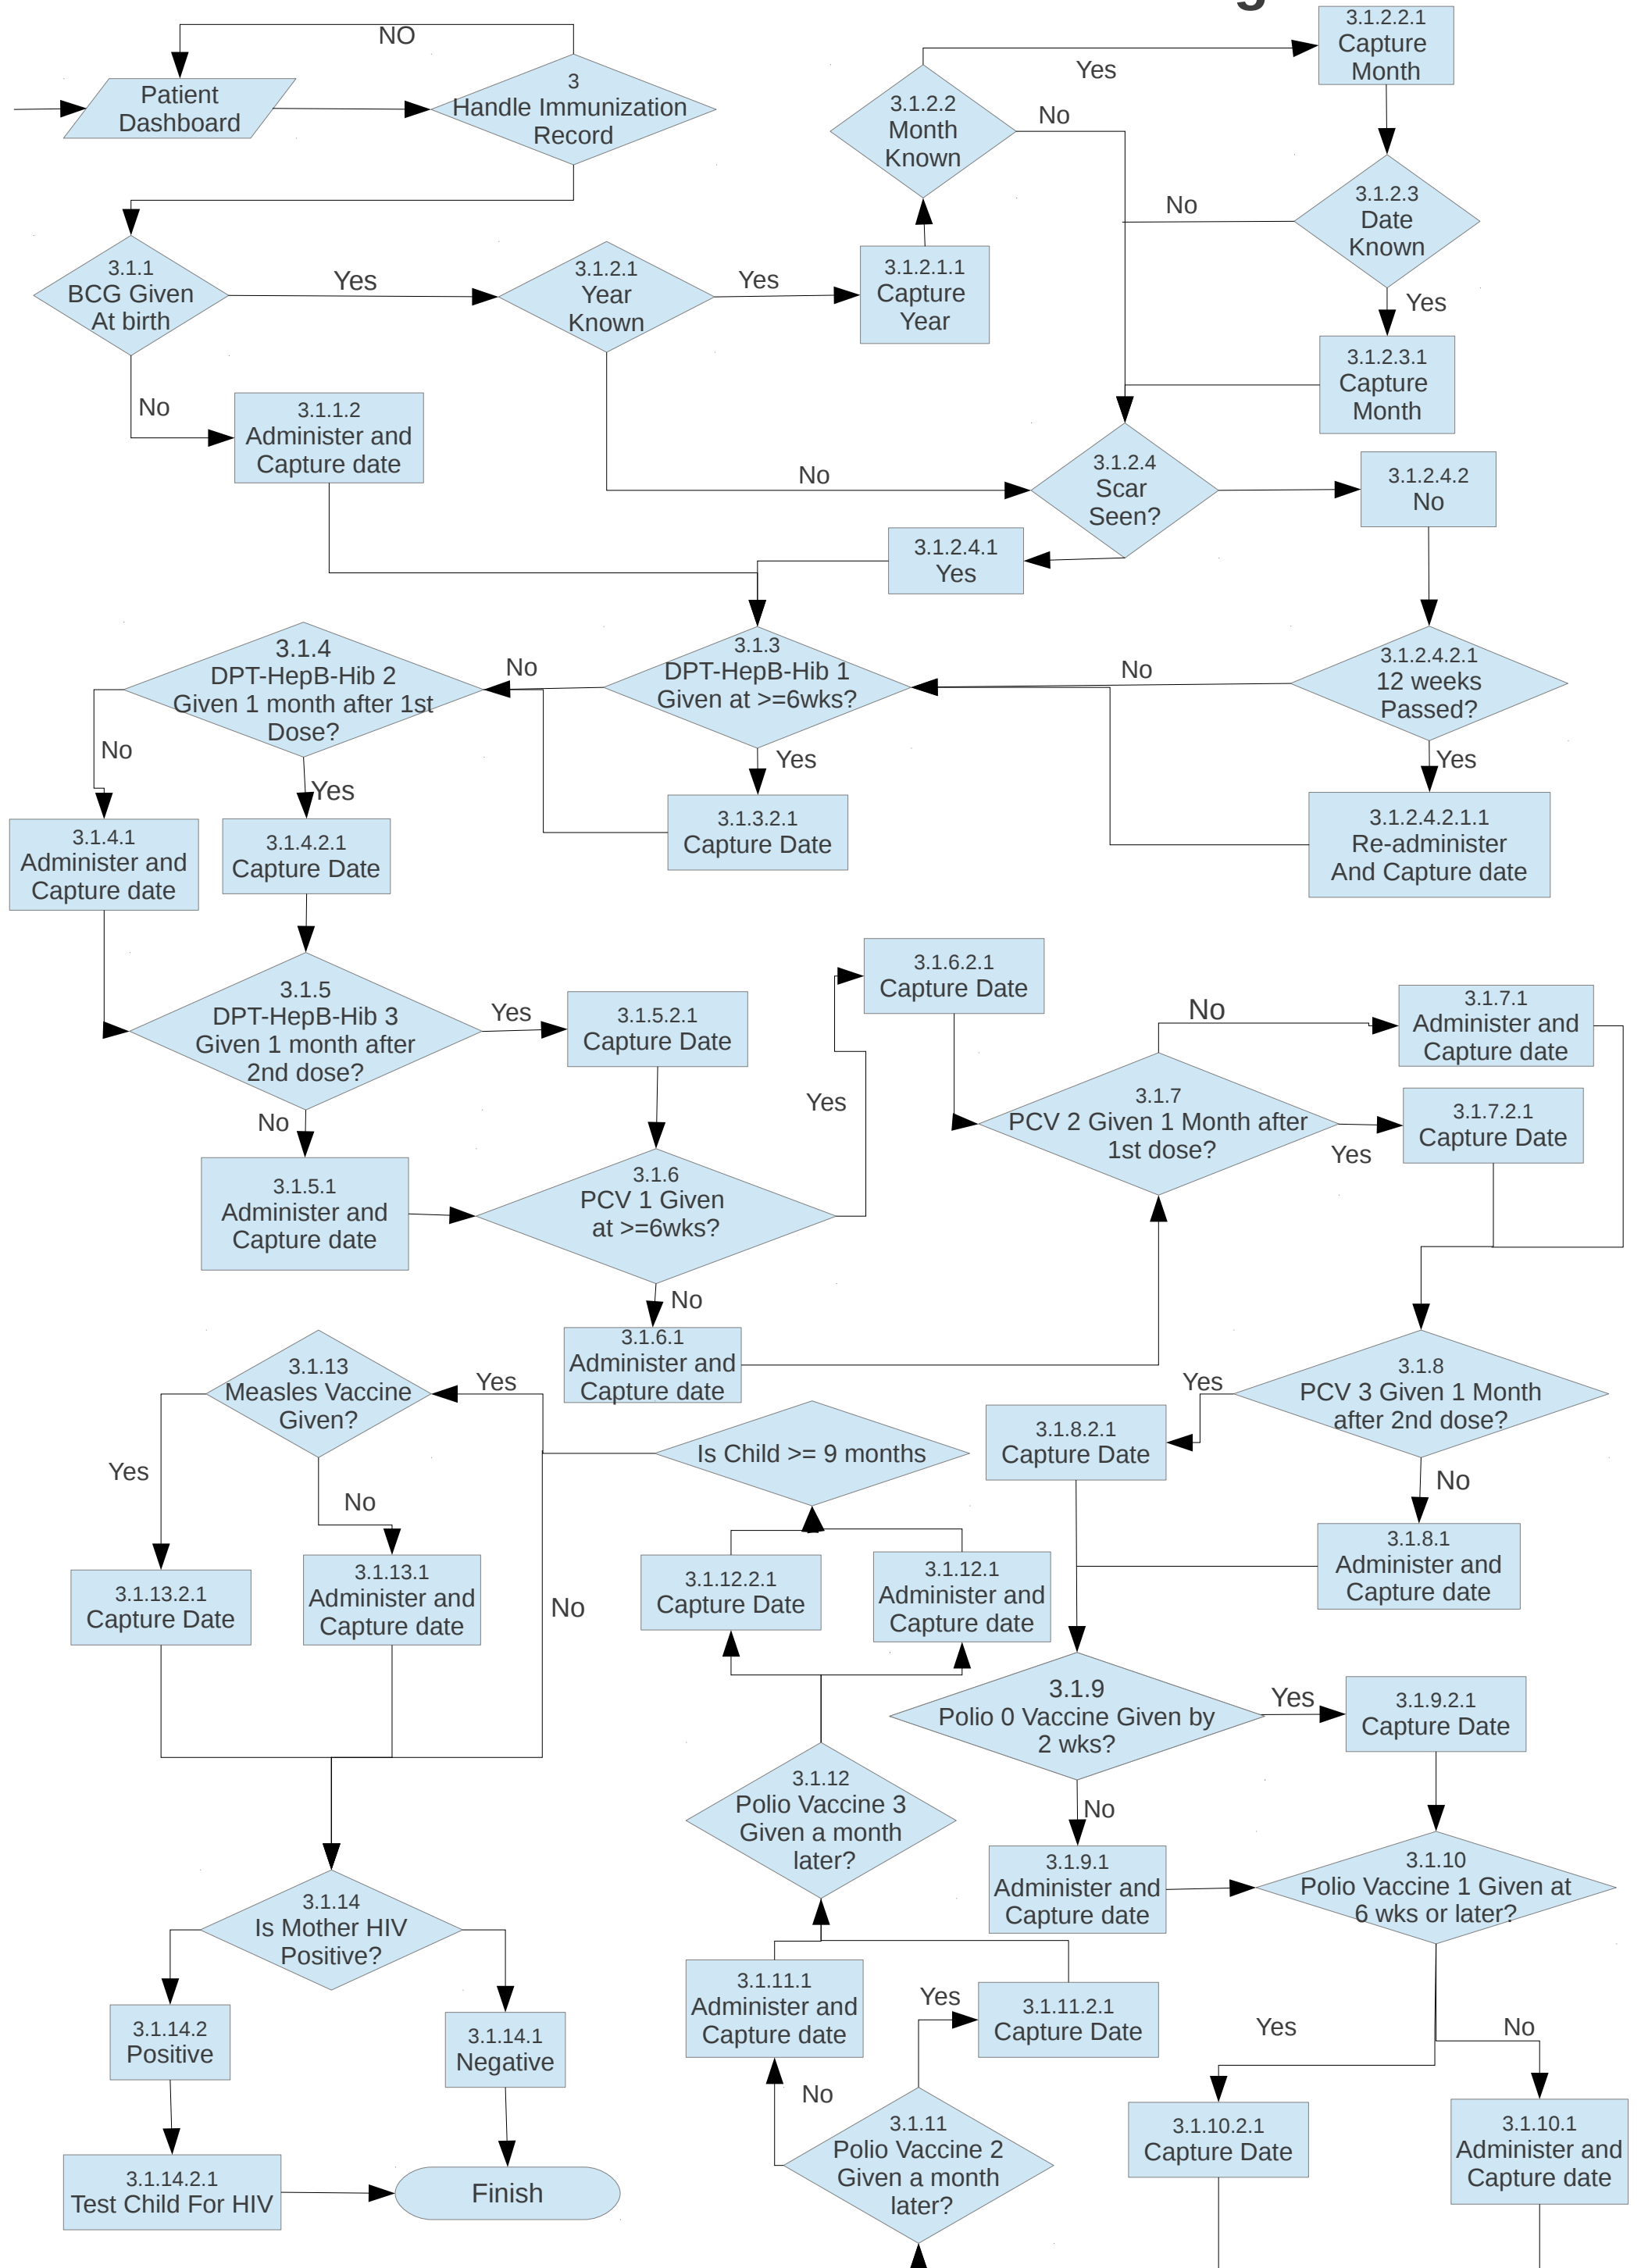 NO
Patient
Dashboard
3
Handle Immunization
Record
3.1.2.2.1
Capture
Month
Yes
3.1.2.2
Month
Known
No
3.1.2.3
Date
Known
No
Yes
3.1.2.3.1
Capture
Month
3.1.1
BCG Given
At birth
Yes
3.1.2.1
Year
Known
Yes
3.1.2.1.1
Capture
Year
No
3.1.1.2
Administer and
Capture date
No
3.1.2.4
Scar
Seen?
3.1.2.4.2
No
3.1.2.4.1
Yes
3.1.4
DPT-HepB-Hib 2
Given 1 month after 1st
Dose?
No
3.1.3
DPT-HepB-Hib 1
Given at >=6wks?
No
3.1.2.4.2.1
12 weeks
Passed?
No
Yes
Yes
Yes
3.1.4.1
Administer and
Capture date
3.1.4.2.1
Capture Date
3.1.3.2.1
Capture Date
3.1.2.4.2.1.1
Re-administer
And Capture date
3.1.5
DPT-HepB-Hib 3
Given 1 month after
2nd dose?
Yes
3.1.5.2.1
Capture Date
3.1.6.2.1
Capture Date
No
3.1.7.1
Administer and
Capture date
Yes
3.1.7
PCV 2 Given 1 Month after
1st dose?
Yes
3.1.7.2.1
Capture Date
No
3.1.5.1
Administer and
Capture date
3.1.6
PCV 1 Given
at >=6wks?
No
3.1.6.1
Administer and
Capture date
3.1.13
Measles Vaccine
Given?
Yes
Is Child >= 9 months
Yes
3.1.8
PCV 3 Given 1 Month
after 2nd dose?
3.1.8.2.1
Capture Date
No
3.1.8.1
Administer and
Capture date
Yes
No
3.1.13.2.1
Capture Date
3.1.13.1
Administer and
Capture date
No
3.1.12.2.1
Capture Date
3.1.12.1
Administer and
Capture date
3.1.9
Polio 0 Vaccine Given by
2 wks?
Yes
3.1.9.2.1
Capture Date
3.1.12
Polio Vaccine 3
Given a month
later?
No
3.1.9.1
Administer and
Capture date
3.1.10
Polio Vaccine 1 Given at
6 wks or later?
3.1.14
Is Mother HIV
Positive?
3.1.14.2
Positive
3.1.14.1
Negative
3.1.11.1
Administer and
Capture date
Yes
3.1.11.2.1
Capture Date
Yes
No
No
3.1.11
Polio Vaccine 2
Given a month
later?
3.1.10.2.1
Capture Date
3.1.10.1
Administer and
Capture date
3.1.14.2.1
Test Child For HIV
Finish